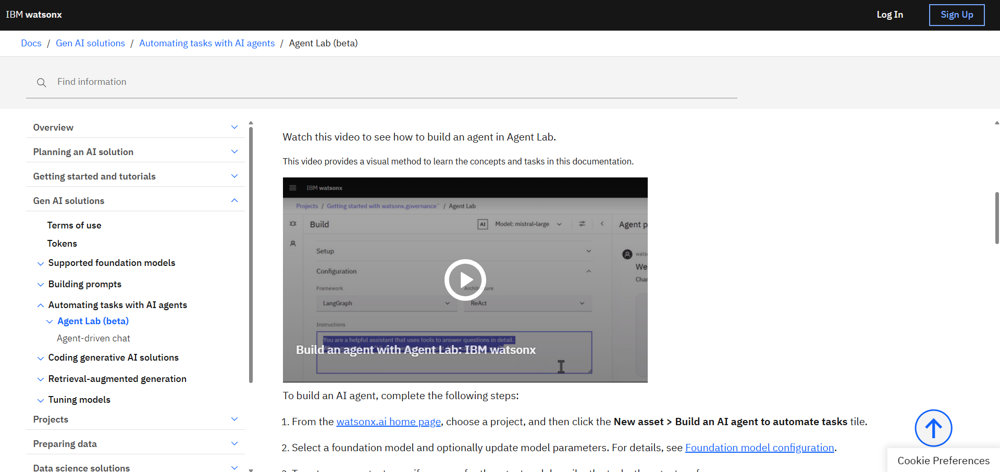 IBM watsonx
Log In
Sign Up
Docs / Gen AI solutions / Automating tasks with AI agents / Agent Lab (beta)
Find information
Overview
Planning an AI solution
Getting started and tutorials
Gen AI solutions
Terms of use
Tokens
Supported foundation models
Building prompts
Automating tasks with AI agents
Agent Lab (beta)
Agent-driven chat
Coding generative AI solutions
Retrieval-augmented generation
Tuning models
Projects
Preparing data
Data science solutions
Watch this video to see how to build an agent in Agent Lab.
This video provides a visual method to learn the concepts and tasks in this documentation.
IBM watsonx
Projects / Getting started with watsonx.governance` / Agent Lab
Build
AI Model: mistral-large
Agent p
Setup
Configuration
Framework
Architecture
LangGraph
ReAct
Instructions
You are a helpful assistant that uses tools to answer questions in detail.
Build an agent with Agent Lab: IBM watsonx
wats
We
Char
To build an AI agent, complete the following steps:
1. From the watsonx.ai home page, choose a project, and then click the New asset > Build an AI agent to automate tasks tile.
2. Select a foundation model and optionally update model parameters. For details, see Foundation model configuration.
Cookie Preferences